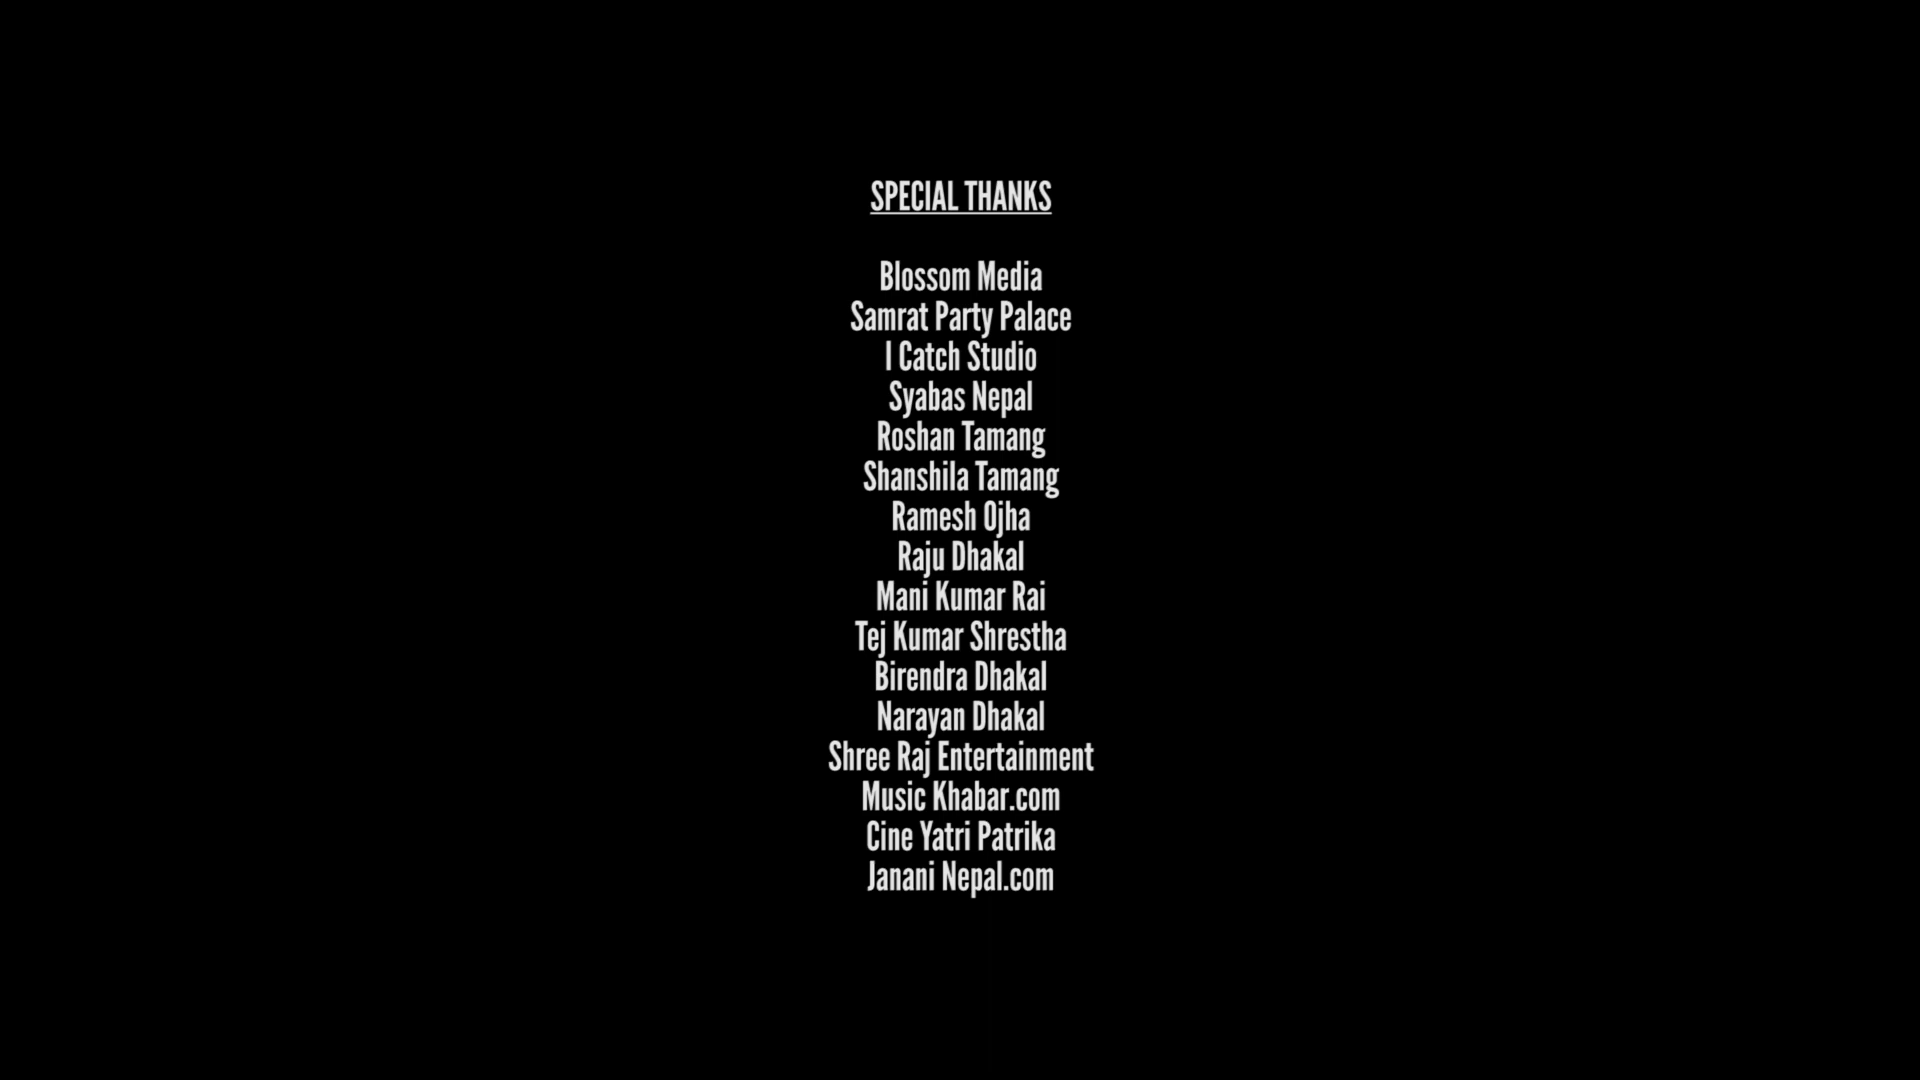 SPECIAL THANKS
Blossom Media
Samrat Party Palace
I Catch Studio
Syabas Nepal
Roshan Tamang
Shanshila Tamang
Ramesh Ojha
Raju Dhakal
Mani Kumar Rai
Tej Kumar Shrestha
Birendra Dhakal
Narayan Dhakal
Shree Raj Entertainment
Music Khabar.com
Cine Yatri Patrika
Janani Nepal.com